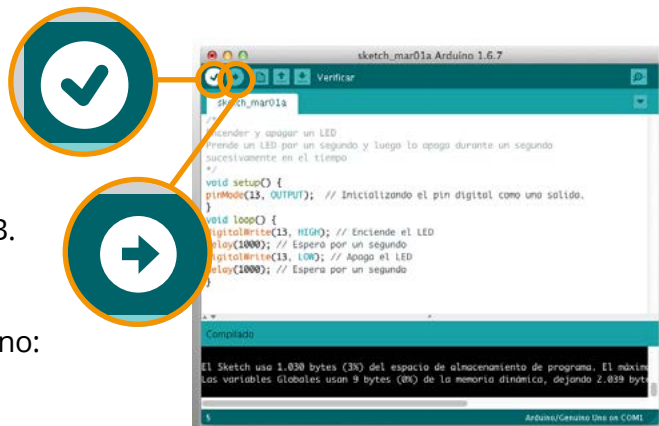 sketch_mar01a Arduino 1.6.7
Verificar
sketch_mar01a
/*
Encender y apagar un LED
Prende un LED por un segundo y luego lo apaga durante un segundo
sucesivamente en el tiempo
*/
void setup() {
pinMode(13, OUTPUT); // Inicializando el pin digital como una salida.
}
void loop() {
digitalWrite(13, HIGH); // Enciende el LED
delay(1000); // Espera por un segundo
digitalWrite(13, LOW); // Apaga el LED
delay(1000); // Espera por un segundo
}
3.
no:
Compilado
El Sketch usa 1.030 bytes (3%) del espacio de almacenamiento de programa. El máxim
Las variables Globales usan 9 bytes (0%) de la memoria dinámica, dejando 2.039 byt
5
Arduino/Genuino Uno on COM1